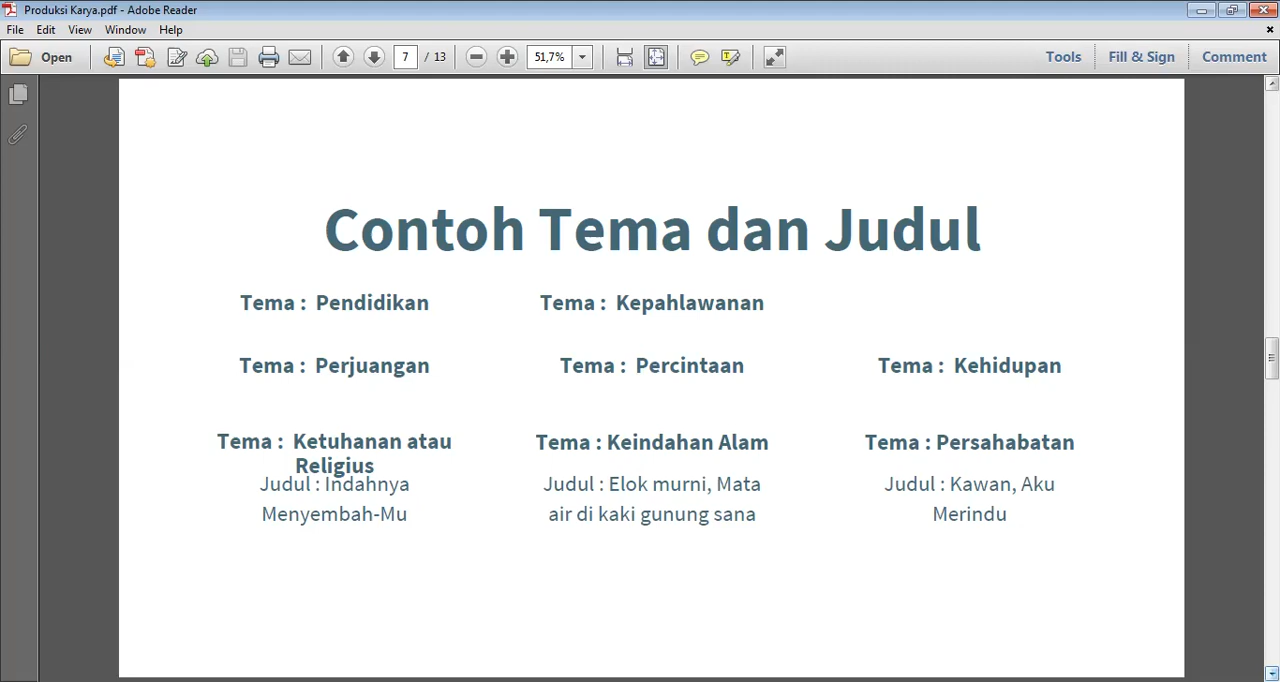 Produksi Karya.pdf - Adobe Reader
File Edit View Window Help
Open 7 / 13 51,7% Tools Fill & Sign Comment
Contoh Tema dan Judul
Tema : Pendidikan
Tema : Kepahlawanan
Tema : Perjuangan
Tema : Percintaan
Tema : Kehidupan
Tema : Ketuhanan atau
Religius
Judul : Indahnya
Menyembah-Mu
Tema : Keindahan Alam
Judul : Elok murni, Mata
air di kaki gunung sana
Tema : Persahabatan
Judul : Kawan, Aku
Merindu